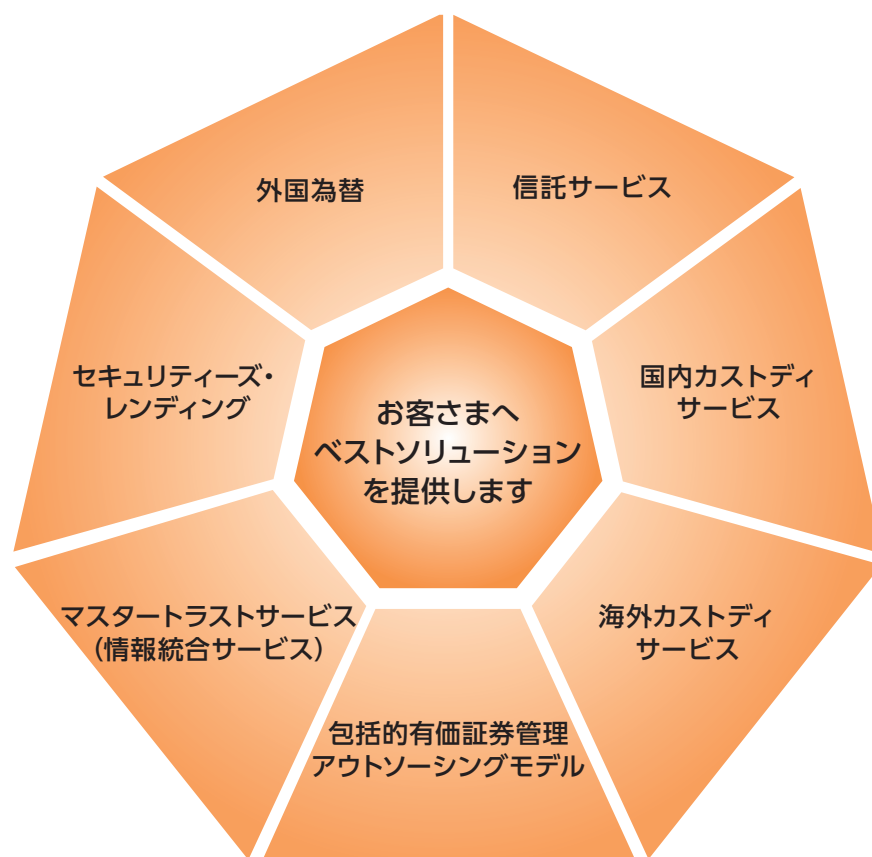 外国為替
信託サービス
セキュリティーズ・
レンディング
国内カストディ
サービス
お客さまへ
ベストソリューション
を提供します
マスタートラストサービス
（情報統合サービス）
海外カストディ
サービス
包括的有価証券管理
アウトソーシングモデル